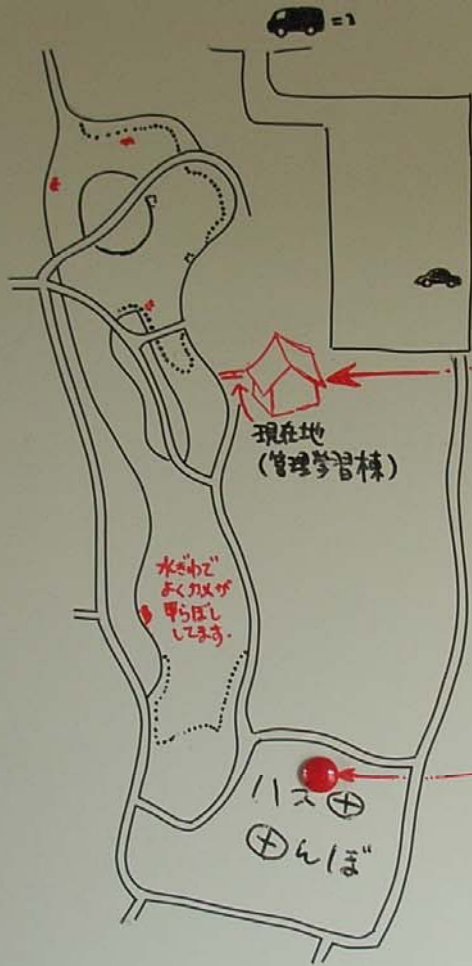 =3
現在地
(管理学習棟)
水ぎわで
よくカメが
甲らぼし
してます.
ハス田
田んぼ